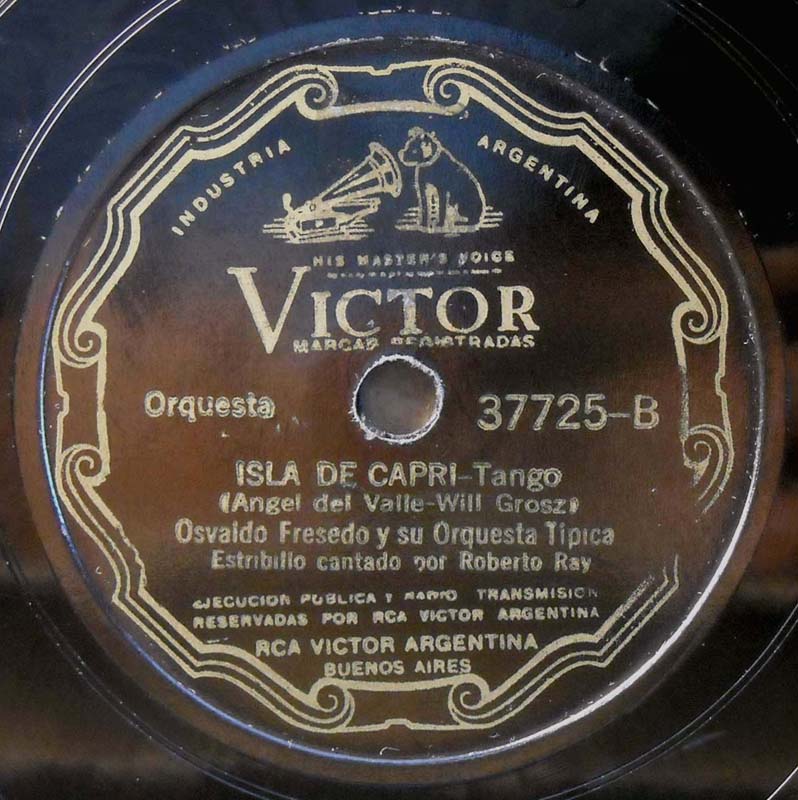 INDUSTRIA ARGENTINA
HIS MASTER'S VOICE
VICTOR
MARCAS REGISTRADAS
Orquesta 37725-B
ISLA DE CAPRI-Tango
(Angel del Valle-Will Grosz)
Osvaldo Fresedo y su Orquesta Tipica
Estribillo cantado por Roberto Ray
EJECUCION PUBLICA Y RADIO TRANSMISION
RESERVADAS POR RCA VICTOR ARGENTINA
RCA VICTOR ARGENTINA
BUENOS AIRES